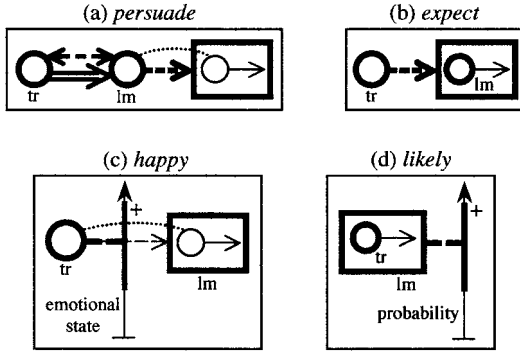 (a) persuade
(b) expect
tr
lm
tr
lm
(c) happy
(d) likely
+
tr
lm
emotional
state
+
tr
lm
probability